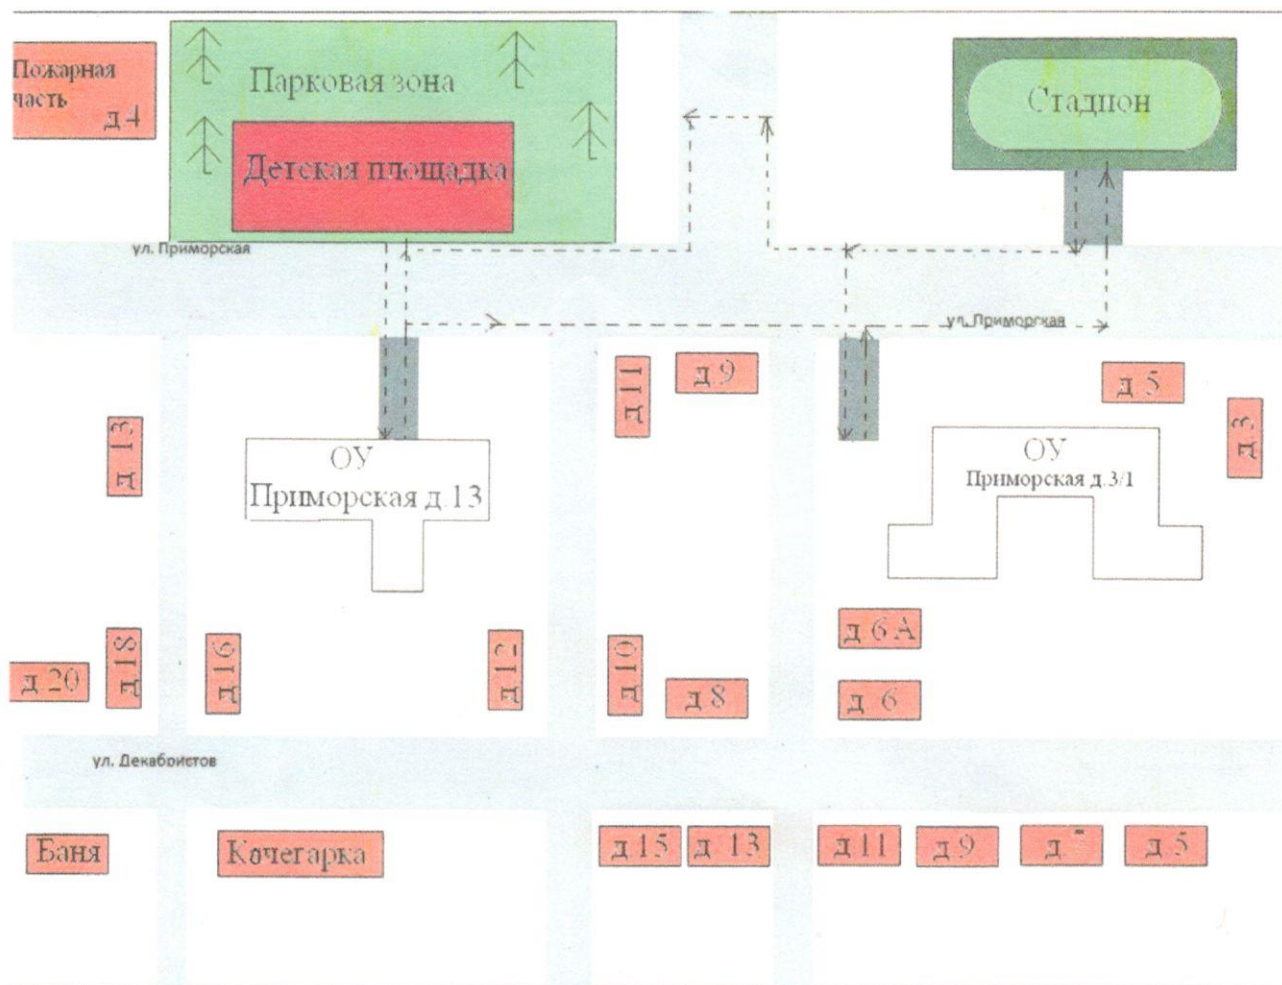 Пожарная
часть
д 4
Парковая зона
Детская площадка
Стадион
ул. Приморская
ул. Приморская
д 11
д 9
д 5
д 3
д 13
ОУ
Приморская д.13
ОУ
Приморская д.3/1
д 6 А
д 20
д 18
д 16
д 12
д 10
д 8
д 6
ул. Декабристов
Баня
Кочегарка
д 15
д 13
д 11
д 9
д
д 5